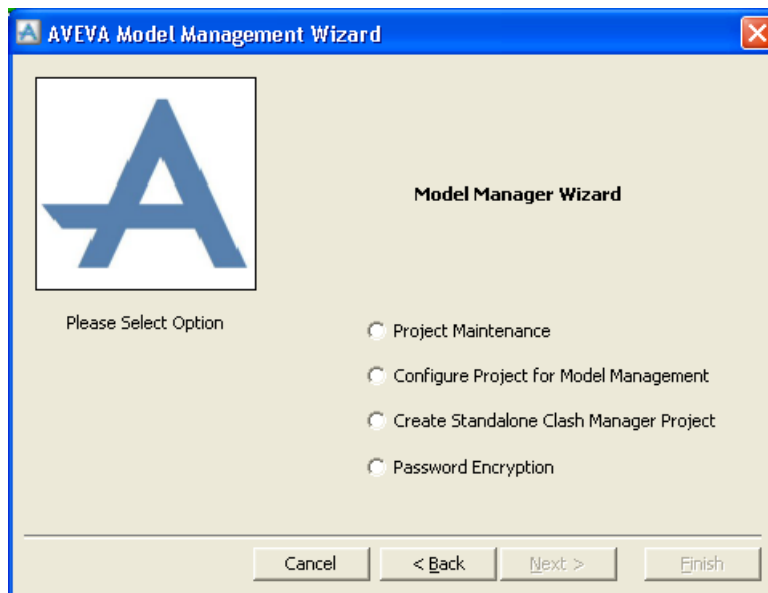 AVEVA Model Management Wizard
Model Manager Wizard
Please Select Option
Project Maintenance
Configure Project for Model Management
Create Standalone Clash Manager Project
Password Encryption
Cancel
< Back
Next >
Finish